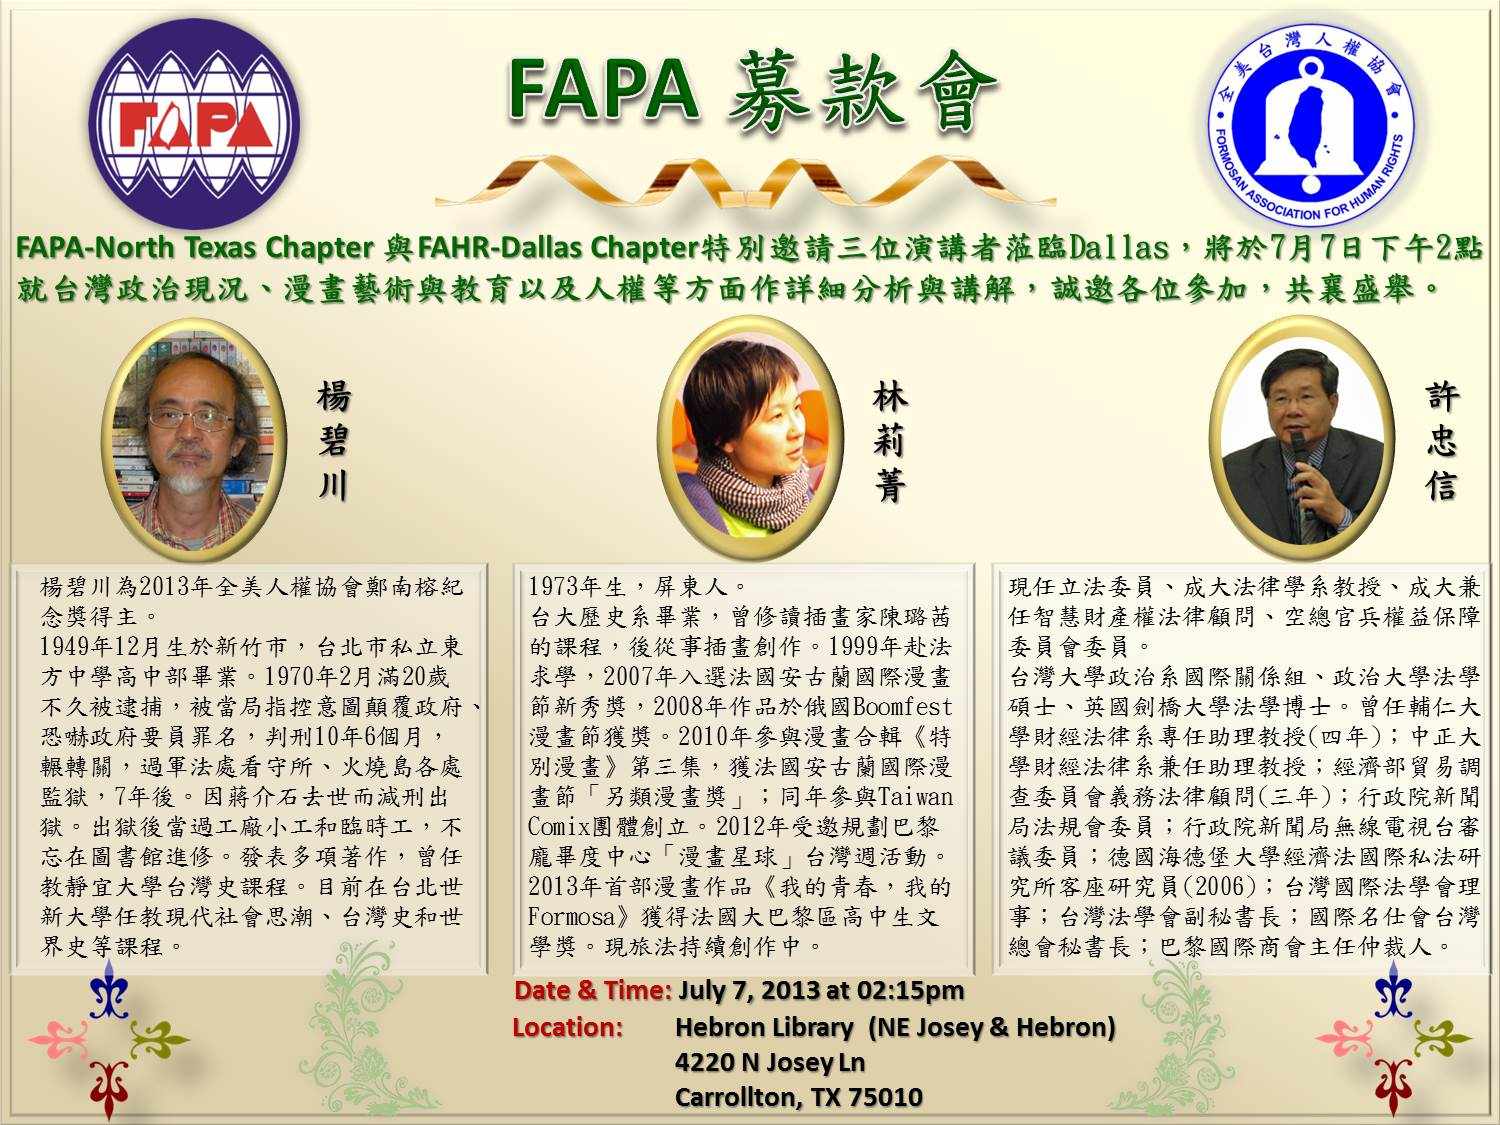 FAPA
FAPA 募款會
全美台灣人權協會
FORMOSAN ASSOCIATION FOR HUMAN RIGHTS
FAPA-North Texas Chapter 與FAHR-Dallas Chapter特別邀請三位演講者蒞臨Dallas，將於7月7日下午2點
就台灣政治現況、漫畫藝術與教育以及人權等方面作詳細分析與講解，誠邀各位參加，共襄盛舉。
楊碧川
林莉菁
許忠信
楊碧川為2013年全美人權協會鄭南榕紀
念獎得主。
1949年12月生於新竹市，台北市私立東
方中學高中部畢業。1970年2月滿20歲
不久被逮捕，被當局指控意圖顛覆政府、
恐嚇政府要員罪名，判刑10年6個月，
輾轉關，過軍法處看守所、火燒島各處
監獄，7年後。因蔣介石去世而減刑出
獄。出獄後當過工廠小工和臨時工，不
忘在圖書館進修。發表多項著作，曾任
教靜宜大學台灣史課程。目前在台北世
新大學任教現代社會思潮、台灣史和世
界史等課程。
1973年生，屏東人。
台大歷史系畢業，曾修讀插畫家陳璐茜
的課程，後從事插畫創作。1999年赴法
求學，2007年入選法國安古蘭國際漫畫
節新秀獎，2008年作品於俄國Boomfest
漫畫節獲獎。2010年參與漫畫合輯《特
別漫畫》第三集，獲法國安古蘭國際漫
畫節「另類漫畫獎」；同年參與Taiwan
Comix團體創立。2012年受邀規劃巴黎
龐畢度中心「漫畫星球」台灣週活動。
2013年首部漫畫作品《我的青春，我的
Formosa》獲得法國大巴黎區高中生文
學獎。現旅法持續創作中。
現任立法委員、成大法律學系教授、成大兼
任智慧財產權法律顧問、空總官兵權益保障
委員會委員。
台灣大學政治系國際關係組、政治大學法學
碩士、英國劍橋大學法學博士。曾任輔仁大
學財經法律系專任助理教授(四年)；中正大
學財經法律系兼任助理教授；經濟部貿易調
查委員會義務法律顧問(三年)；行政院新聞
局法規會委員；行政院新聞局無線電視台審
議委員；德國海德堡大學經濟法國際私法研
究所客座研究員(2006)；台灣國際法學會理
事；台灣法學會副秘書長；國際名仕會台灣
總會秘書長；巴黎國際商會主任仲裁人。
Date & Time: July 7, 2013 at 02:15pm
Location: Hebron Library (NE Josey & Hebron)
4220 N Josey Ln
Carrollton, TX 75010